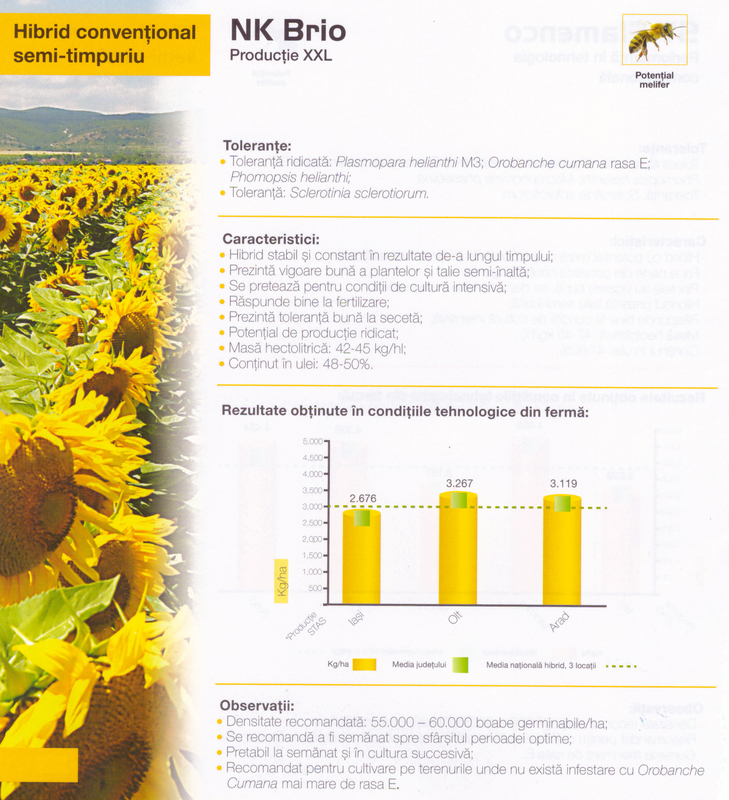 Hibrid convențional
semi-timpuriu
NK Brio
Producție XXL
Potențial
melifer
Toleranțe:
• Toleranță ridicată: Plasmopara helianthi M3; Orobanche cumana rasa E;
Phomopsis helianthi;
• Toleranță: Sclerotinia sclerotiorum.
Caracteristici:
• Hibrid stabil și constant în rezultate de-a lungul timpului;
• Prezintă vigoare bună a plantelor și talie semi-înaltă;
• Se pretează pentru condiții de cultură intensivă;
• Răspunde bine la fertilizare;
• Prezintă toleranță bună la secetă;
• Potențial de producție ridicat;
• Masă hectolitrică: 42-45 kg/hl;
• Conținut în ulei: 48-50%.
Rezultate obținute în condițiile tehnologice din fermă:
5.000
4.500
4.000
3.500
3.000
2.500
2.000
1.500
1.000
500
Kg/ha
2.676
3.267
3.119
*Producție
STAS
Iași
Olt
Arad
Kg/ha
Media județului
Media națională hibrid, 3 locații
Observații:
• Densitate recomandată: 55.000 – 60.000 boabe germinabile/ha;
• Se recomandă a fi semănat spre sfârșitul perioadei optime;
• Pretabil la semănat și în cultura succesivă;
• Recomandat pentru cultivare pe terenurile unde nu există infestare cu Orobanche
Cumana mai mare de rasa E.